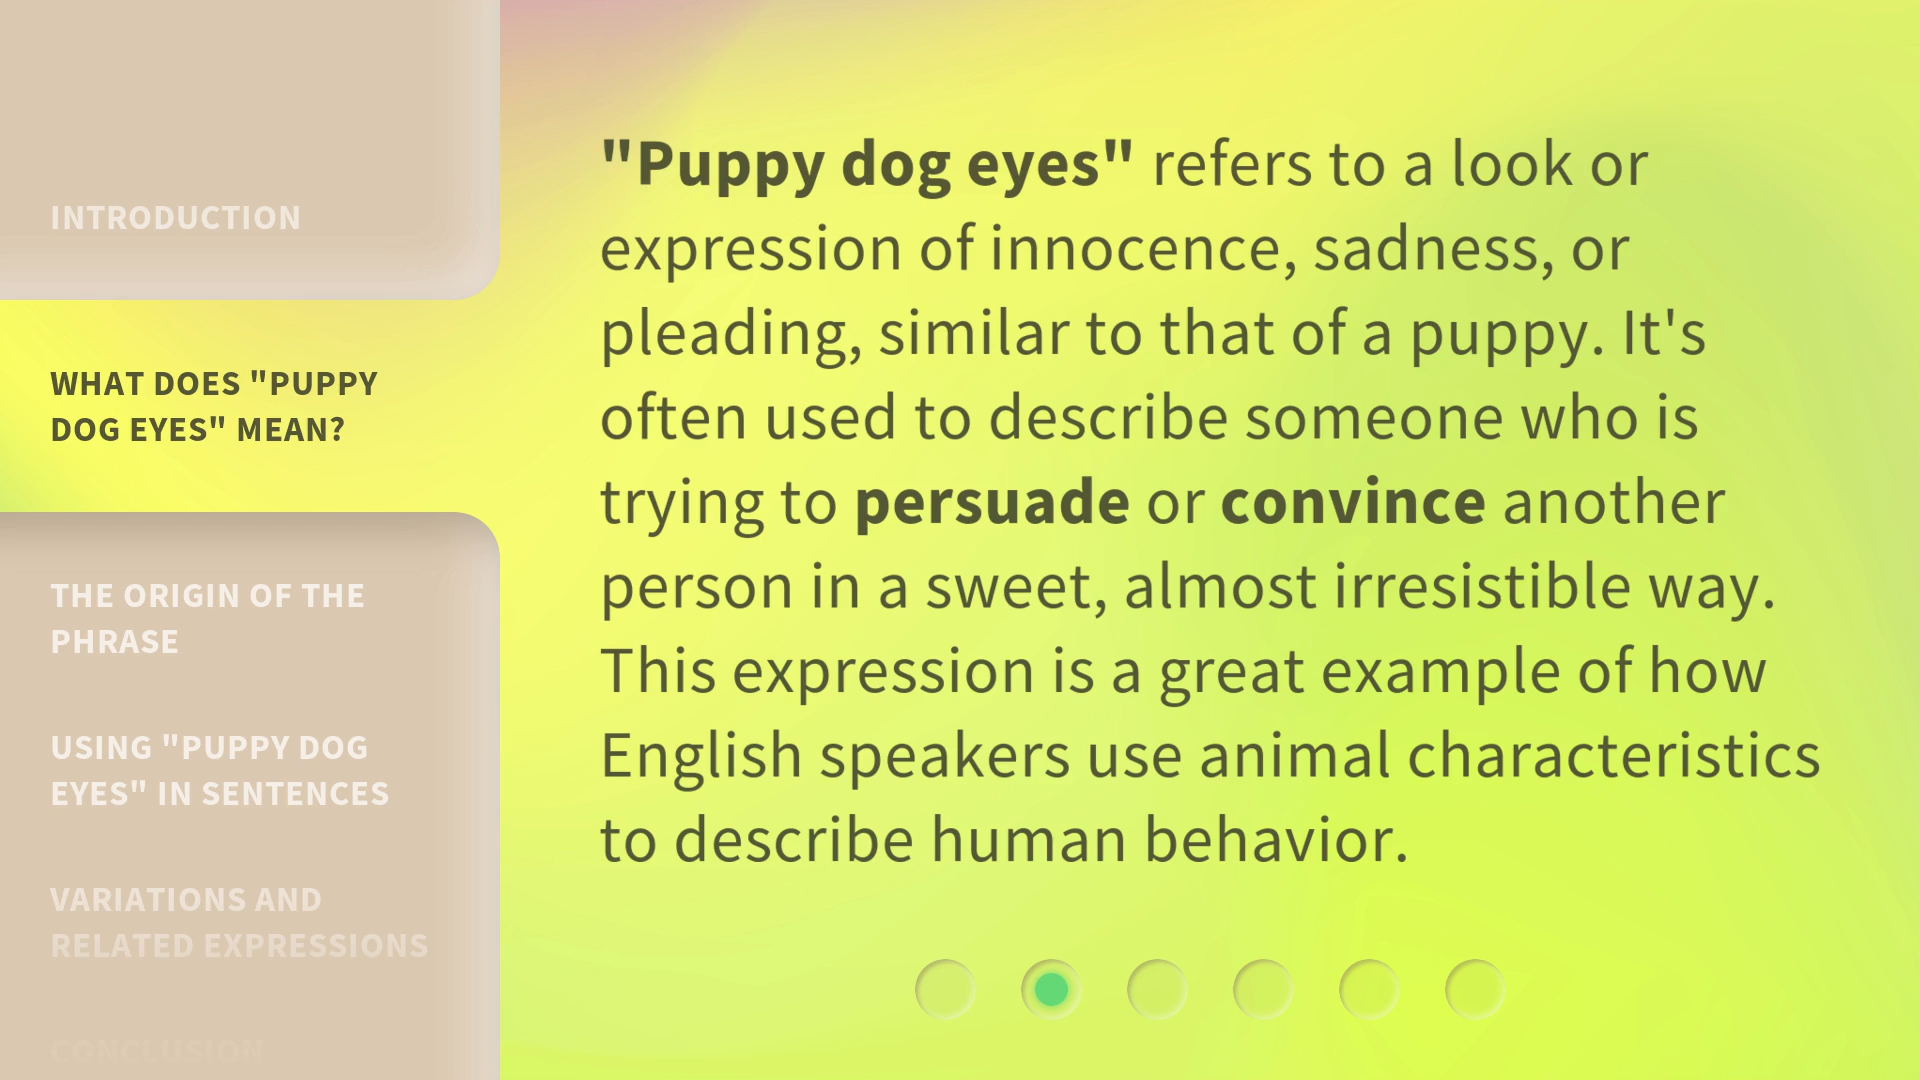 INTRODUCTION
WHAT DOES "PUPPY
DOG EYES" MEAN?
THE ORIGIN OF THE
PHRASE
USING "PUPPY DOG
EYES" IN SENTENCES
VARIATIONS AND
RELATED EXPRESSIONS
CONCLUSION
"Puppy dog eyes" refers to a look or
expression of innocence, sadness, or
pleading, similar to that of a puppy. It's
often used to describe someone who is
trying to persuade or convince another
person in a sweet, almost irresistible way.
This expression is a great example of how
English speakers use animal characteristics
to describe human behavior.